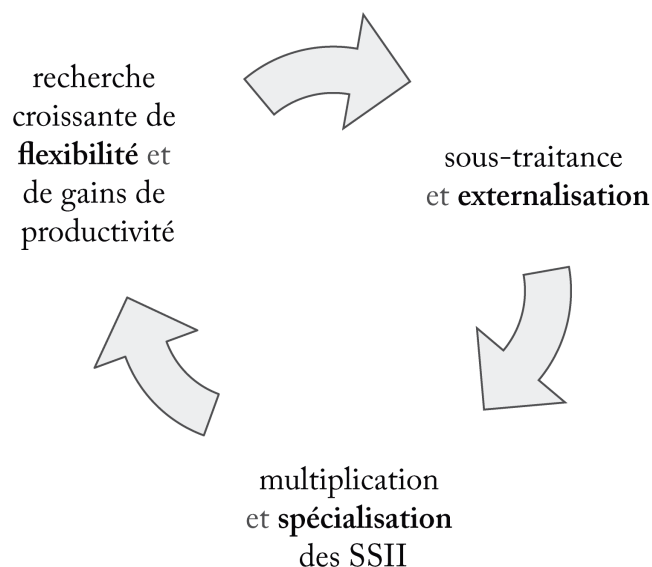 recherche
croissante de
flexibilité et
de gains de
productivité
sous-traitance
et externalisation
multiplication
et spécialisation
des SSII